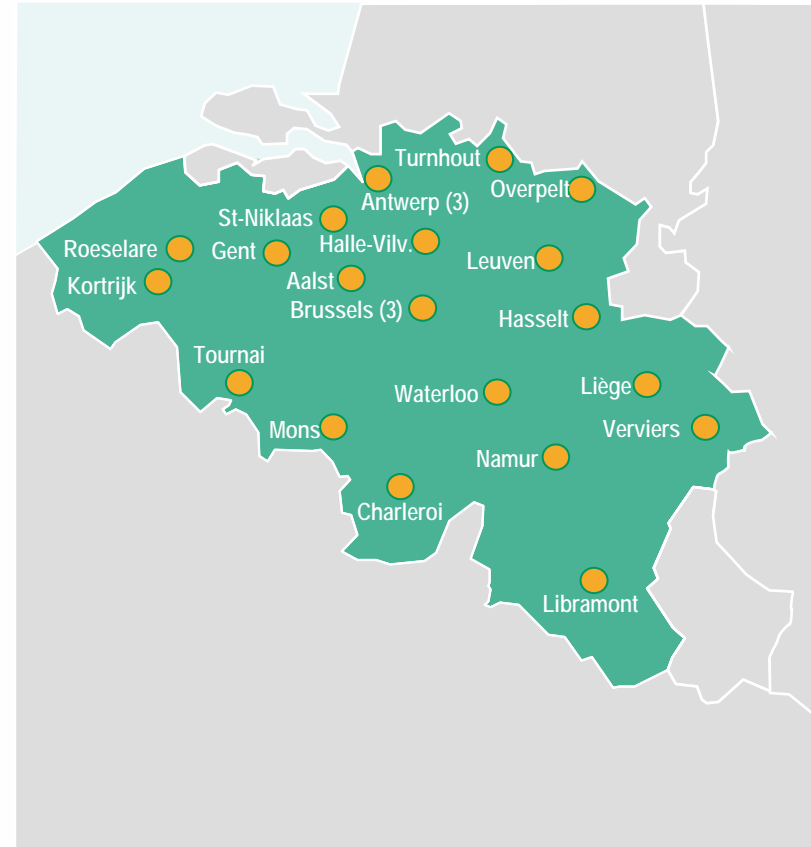 Turnhout
Overpelt
Antwerp (3)
St-Niklaas
Halle-Vilv.
Roeselare
Gent
Leuven
Aalst
Kortrijk
Brussels (3)
Hasselt
Tournai
Liège
Waterloo
Mons
Verviers
Namur
Charleroi
Libramont